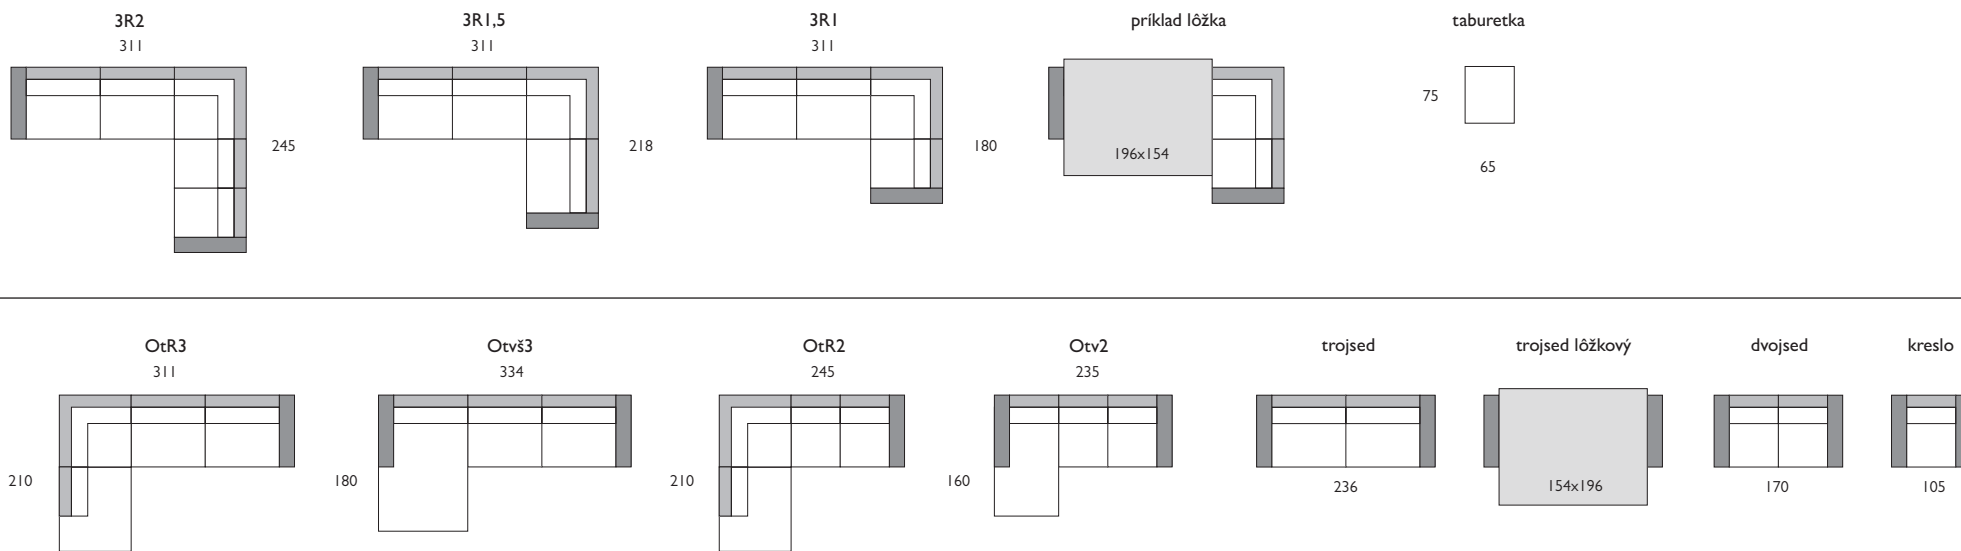 3R2
311
245
3R1,5
311
218
3R1
311
180
príklad lôžka
196x154
taburetka
75
65
OtR3
311
210
Otvš3
334
180
OtR2
245
210
Otv2
235
160
trojsed
236
trojsed lôžkový
154x196
dvojsed
170
kreslo
105